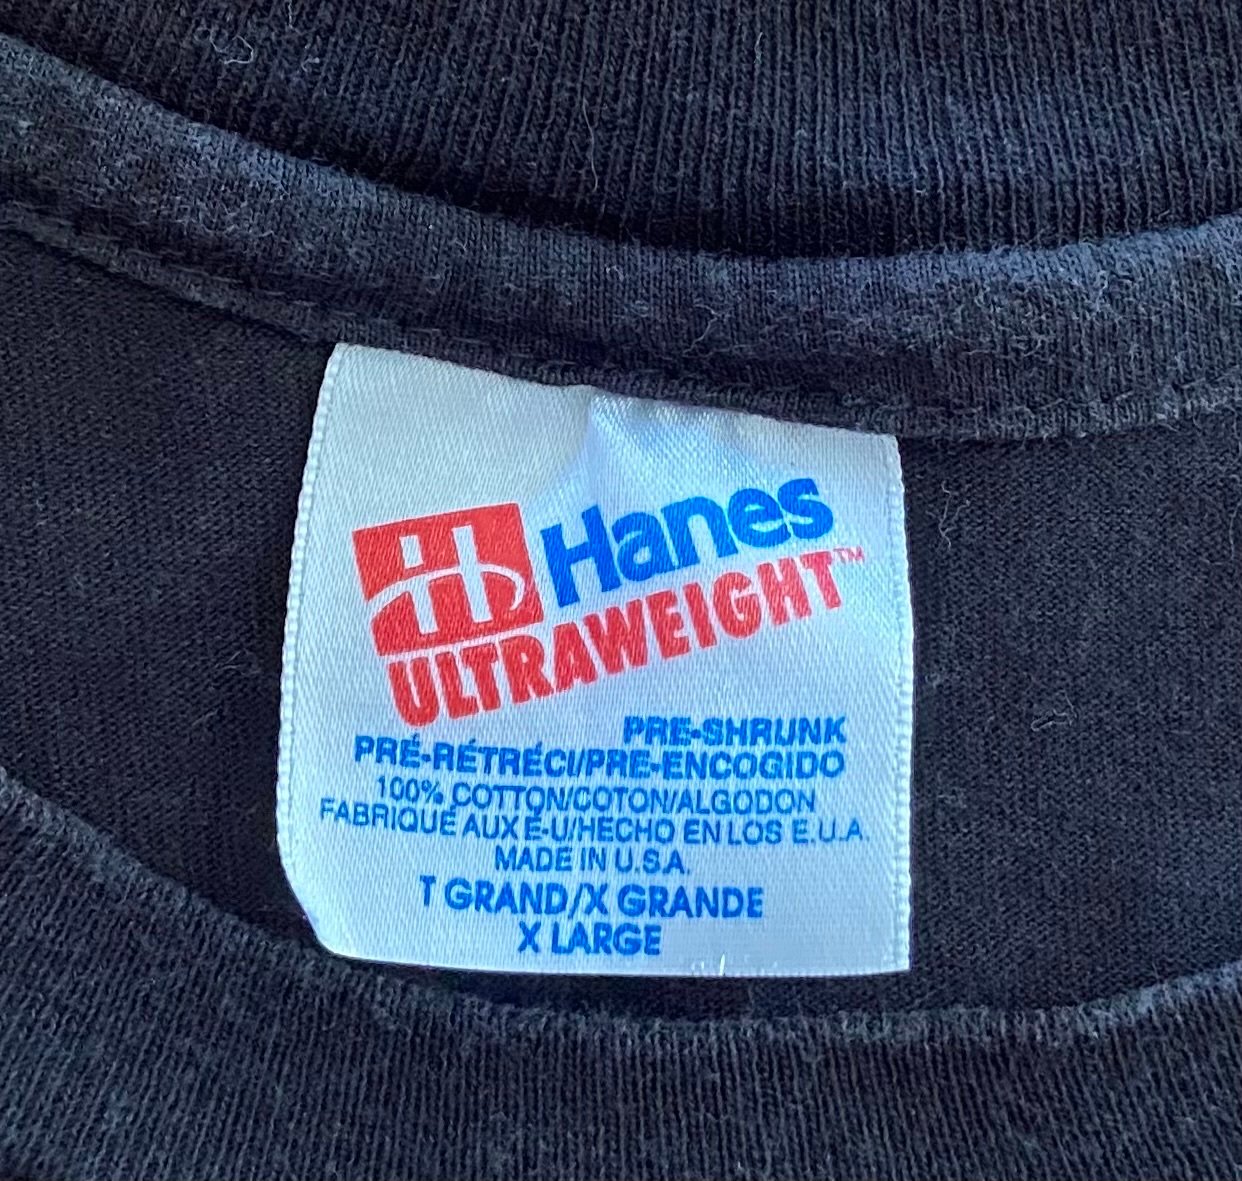 H
Hanes
ULTRAWEIGHT™
PRE-SHRUNK
PRÉ-RÉTRÉCI/PRE-ENCOGIDO
100% COTTON/COTON/ALGODON
FABRIQUÉ AUX E-U/HECHO EN LOS E.U.A.
MADE IN U.S.A.
T GRAND/X GRANDE
X LARGE